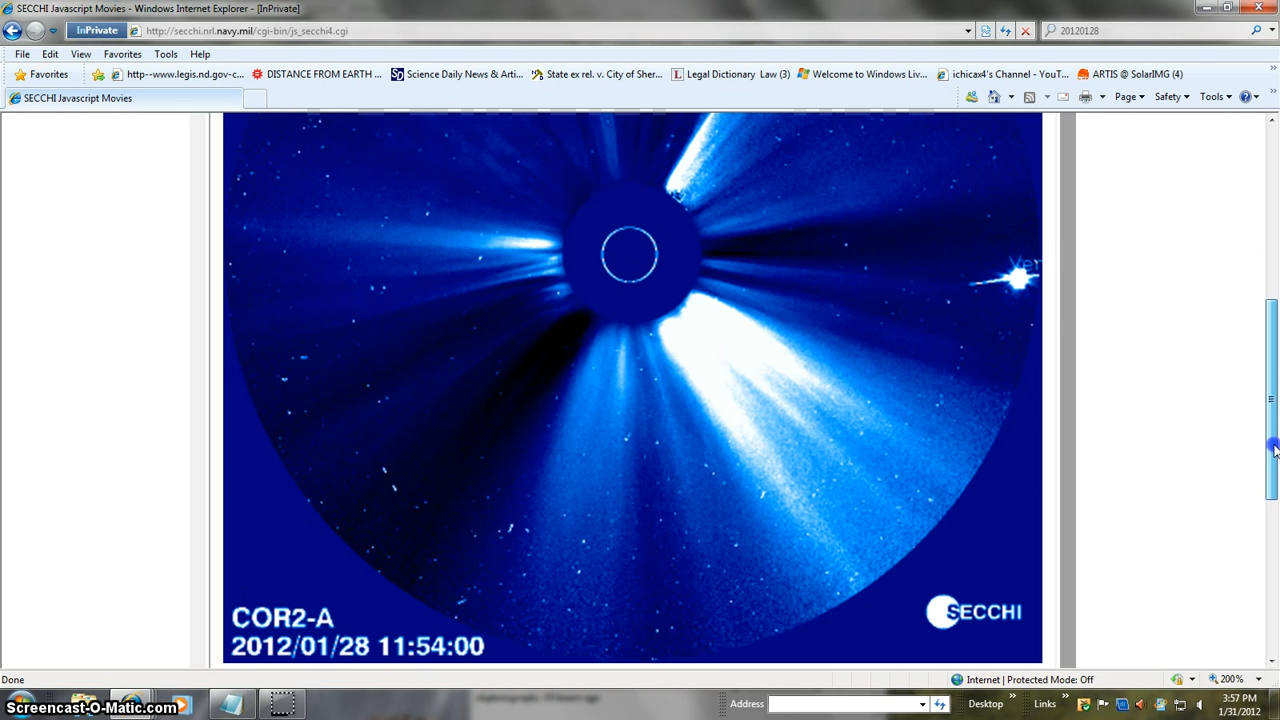 SECCHI Javascript Movies - Windows Internet Explorer - [InPrivate]
InPrivate http://secchi.nrl.navy.mil/cgi-bin/js_secchi4.cgi 20120128
File Edit View Favorites Tools Help
Favorites http--www.legis.nd.gov-c... DISTANCE FROM EARTH ... Science Daily News & Arti... State ex rel. v. City of Sher... Legal Dictionary Law (3) Welcome to Windows Liv... ichicax4's Channel - YouT... ARTIS @ SolarIMG (4)
SECCHI Javascript Movies Page Safety Tools
Ven
COR2-A
2012/01/28 11:54:00
SECCHI
Done Internet | Protected Mode: Off 200%
Screencast-O-Matic.com Address Desktop Links 3:57 PM
1/31/2012